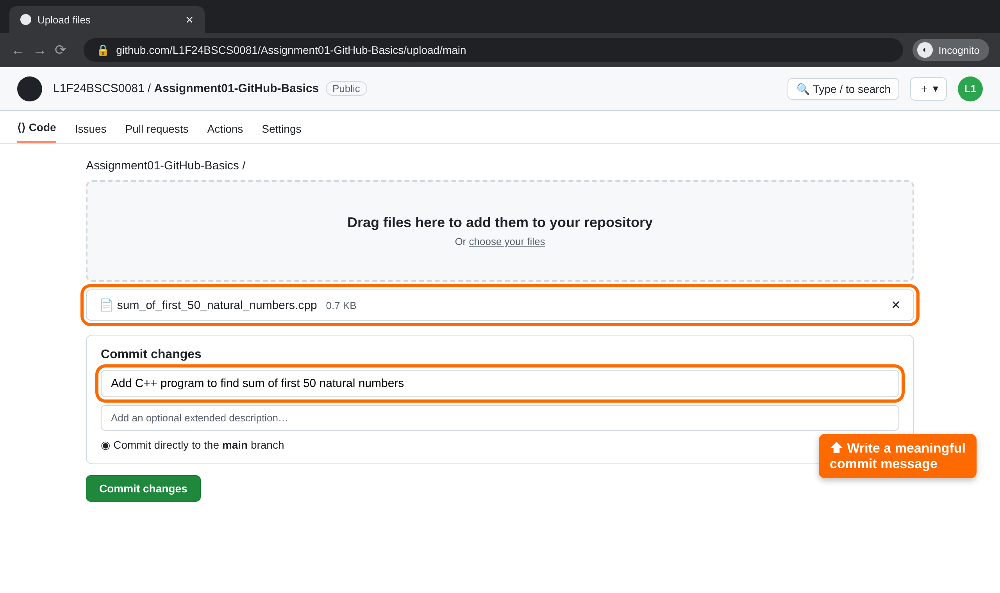 Upload files ✕
← → ⟳ 🔒 github.com/L1F24BSCS0081/Assignment01-GitHub-Basics/upload/main Incognito
L1F24BSCS0081 / Assignment01-GitHub-Basics Public 🔍 Type / to search + ▾ L1
⟨⟩ Code Issues Pull requests Actions Settings
Assignment01-GitHub-Basics /
Drag files here to add them to your repository
Or choose your files
📄 sum_of_first_50_natural_numbers.cpp 0.7 KB ✕
Commit changes
Add C++ program to find sum of first 50 natural numbers
Add an optional extended description…
◉ Commit directly to the main branch
🡅 Write a meaningful
commit message
Commit changes